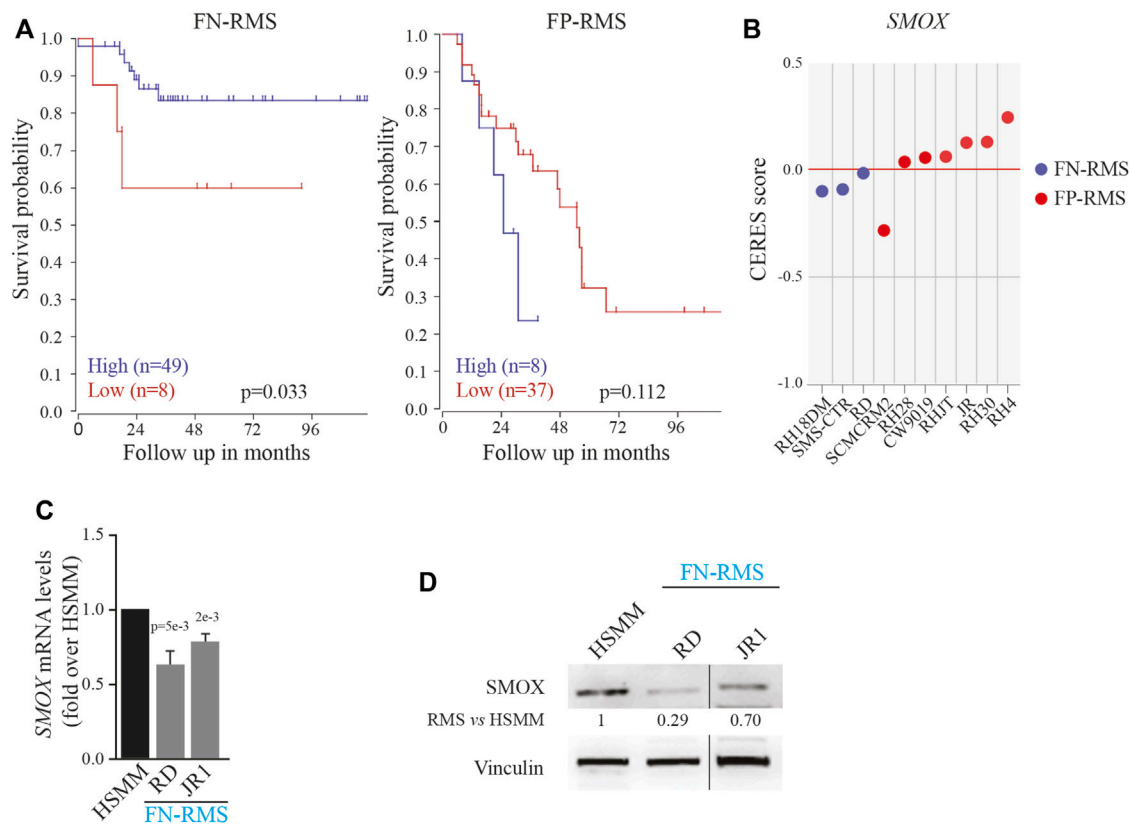 A
FN-RMS
Survival probability
1.0
0.9
0.8
0.7
0.6
0.5
0.4
0.3
0.2
0.1
0.0
High (n=49)
Low (n=8)
p=0.033
0 24 48 72 96
Follow up in months
FP-RMS
Survival probability
1.0
0.9
0.8
0.7
0.6
0.5
0.4
0.3
0.2
0.1
0.0
High (n=8)
Low (n=37)
p=0.112
0 24 48 72 96
Follow up in months
B
SMOX
CERES score
0.5
0.0
-0.5
-1.0
RH18DM
SMS-CTR
RD
SCMCRM2
RH28
CW9019
RHJT
JR
RH30
RH4
FN-RMS
FP-RMS
C
SMOX mRNA levels
(fold over HSMM)
1.5
1.0
0.5
0.0
p=5e-3
2e-3
HSMM
RD
JR1
FN-RMS
D
FN-RMS
HSMM
RD
JR1
SMOX
RMS vs HSMM 1 0.29 0.70
Vinculin